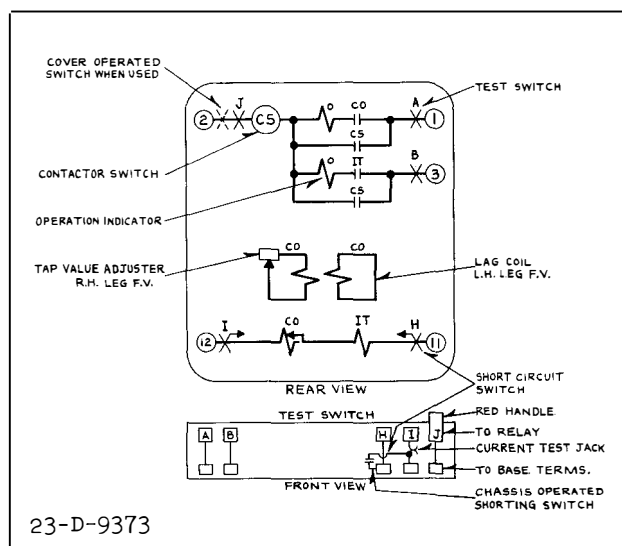 COVER OPERATED
SWITCH WHEN USED
TEST SWITCH
J
A
2
CS
O
CO
1
CS
CONTACTOR SWITCH
O
IT
B
3
CS
OPERATION INDICATOR
TAP VALUE ADJUSTER
R.H. LEG F.V.
CO
CO
LAG COIL
L.H. LEG F.V.
I
CO
IT
H
12
11
REAR VIEW
SHORT CIRCUIT
SWITCH
TEST SWITCH
RED HANDLE
A
B
H
I
J
TO RELAY
CURRENT TEST JACK
TO BASE TERMS.
FRONT VIEW
CHASSIS OPERATED
SHORTING SWITCH
23-D-9373